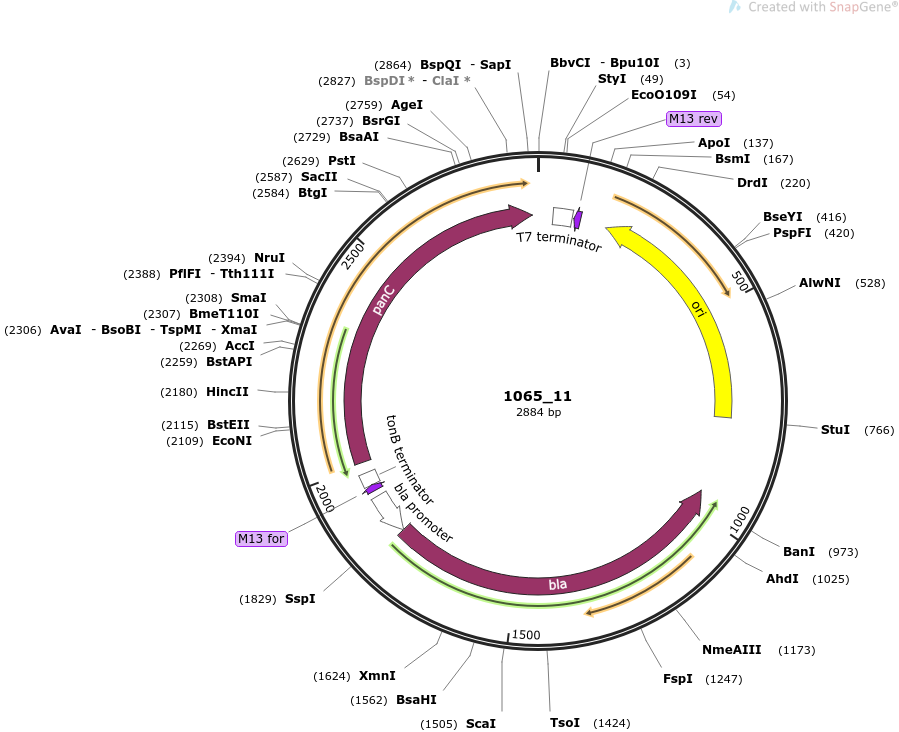 Created with SnapGene®
(2864) BspQI - SapI
(2827) BspDI * - ClaI *
(2759) AgeI
(2737) BsrGI
(2729) BsaAI
(2629) PstI
(2587) SacII
(2584) BtgI
(2394) NruI
(2388) PflFI - Tth111I
(2308) SmaI
(2307) BmeT110I
(2306) AvaI - BsoBI - TspMI - XmaI
(2269) AccI
(2259) BstAPI
(2180) HincII
(2115) BstEII
(2109) EcoNI
M13 for
(1829) SspI
(1624) XmnI
(1562) BsaHI
(1505) ScaI
BbvCI - Bpu10I (3)
StyI (49)
EcoO109I (54)
M13 rev
ApoI (137)
BsmI (167)
DrdI (220)
BseYI (416)
PspFI (420)
AlwNI (528)
StuI (766)
BanI (973)
AhdI (1025)
NmeAIII (1173)
FspI (1247)
TsoI (1424)
500
1000
1500
2000
2500
T7 terminator
ori
panC
tonB terminator
bla promoter
bla
1065_11
2884 bp